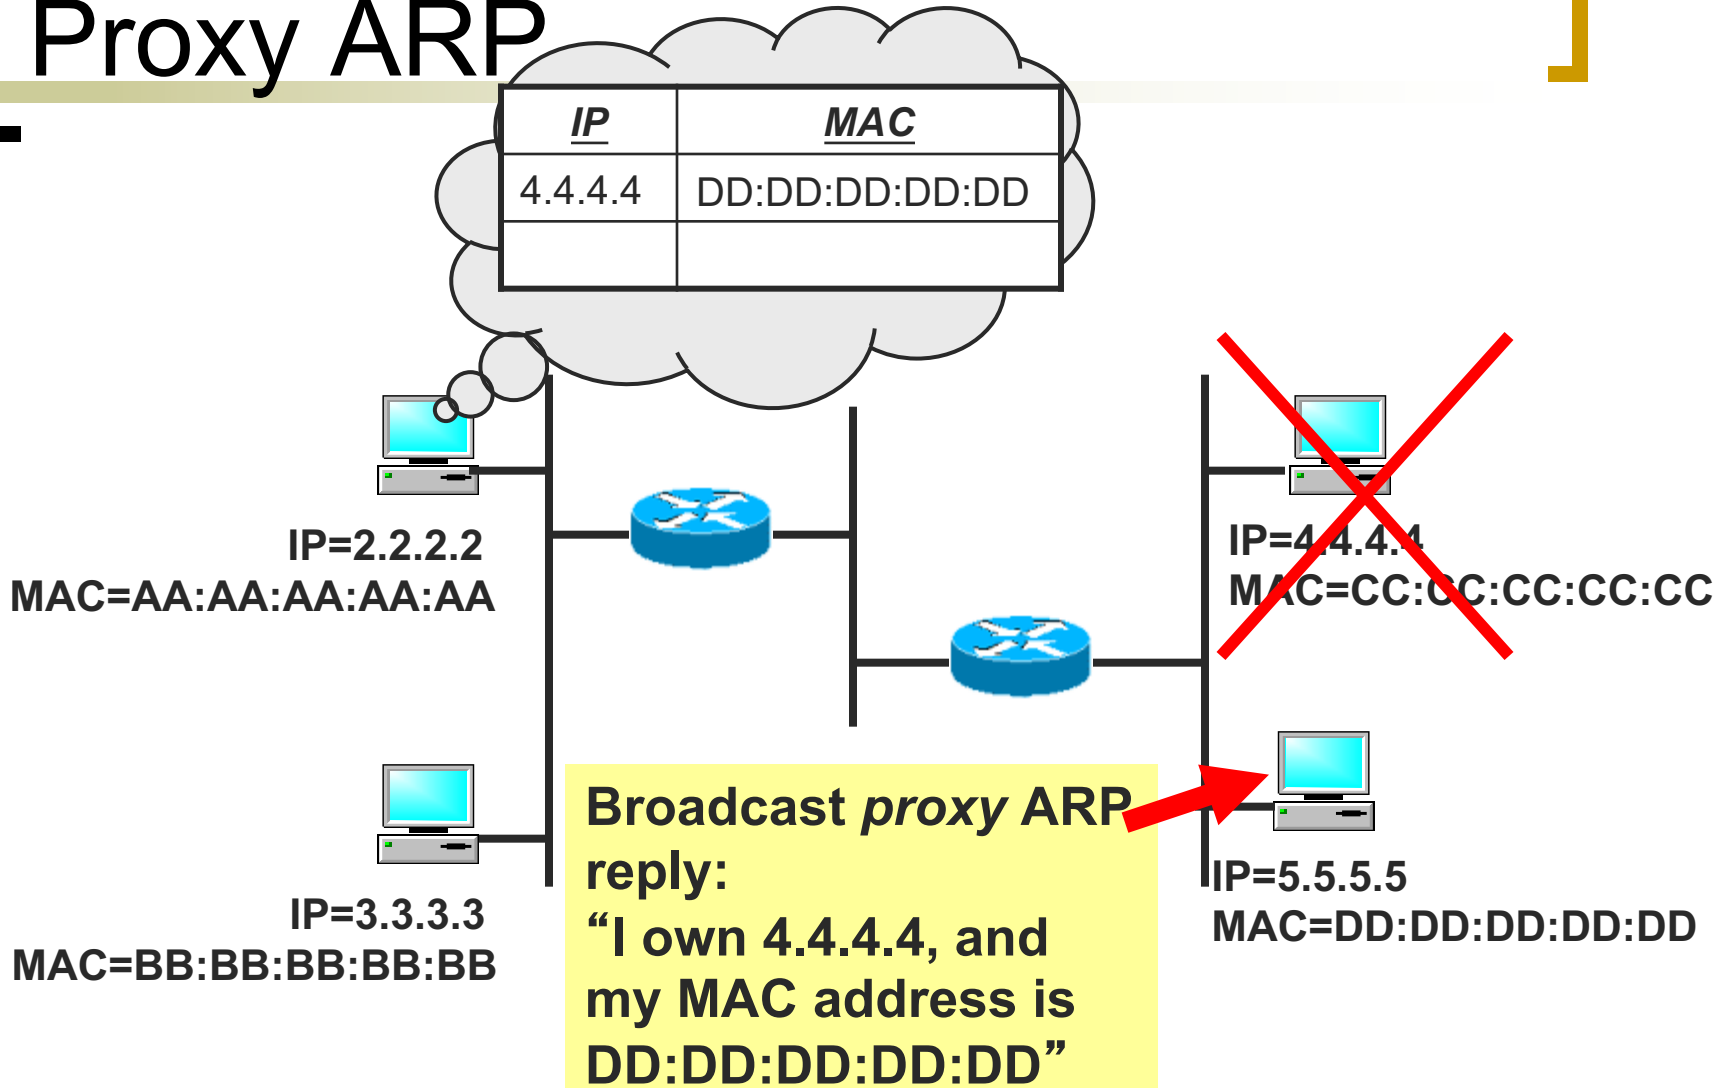 Proxy ARP
IP MAC
4.4.4.4 DD:DD:DD:DD:DD
IP=2.2.2.2
MAC=AA:AA:AA:AA:AA
IP=4.4.4.4
MAC=CC:CC:CC:CC:CC
IP=3.3.3.3
MAC=BB:BB:BB:BB:BB
Broadcast proxy ARP
reply:
“I own 4.4.4.4, and
my MAC address is
DD:DD:DD:DD:DD”
IP=5.5.5.5
MAC=DD:DD:DD:DD:DD